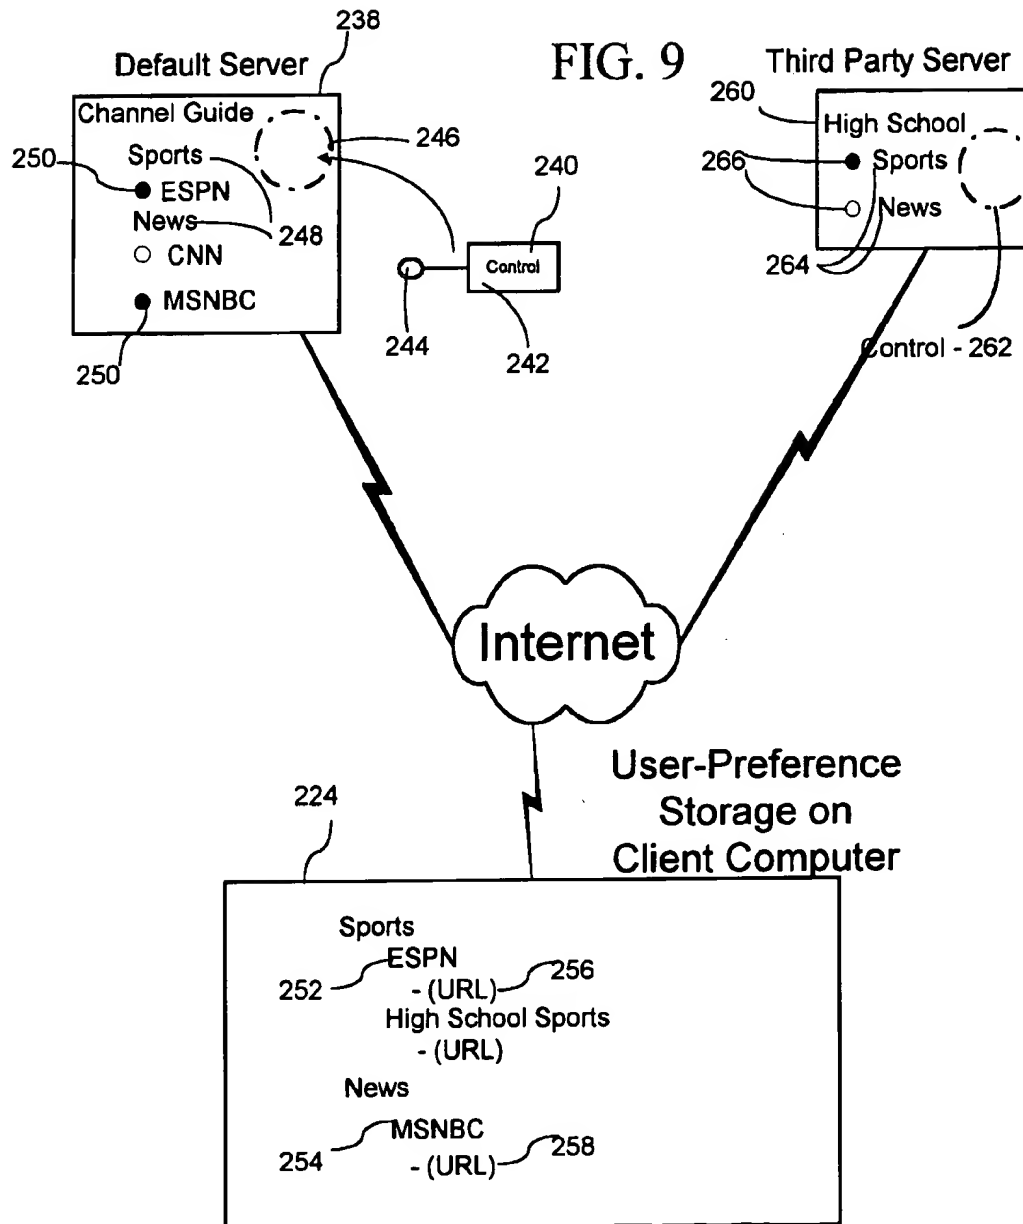 238
FIG. 9
Default Server
Third Party Server
Channel Guide
246
260
High School
250
Sports
240
266
Sports
ESPN
News
248
Control
News
CNN
264
MSNBC
244
242
Control - 262
250
Internet
User-Preference
Storage on
Client Computer
224
Sports
ESPN
252
256
- (URL)
High School Sports
- (URL)
News
MSNBC
254
258
- (URL)